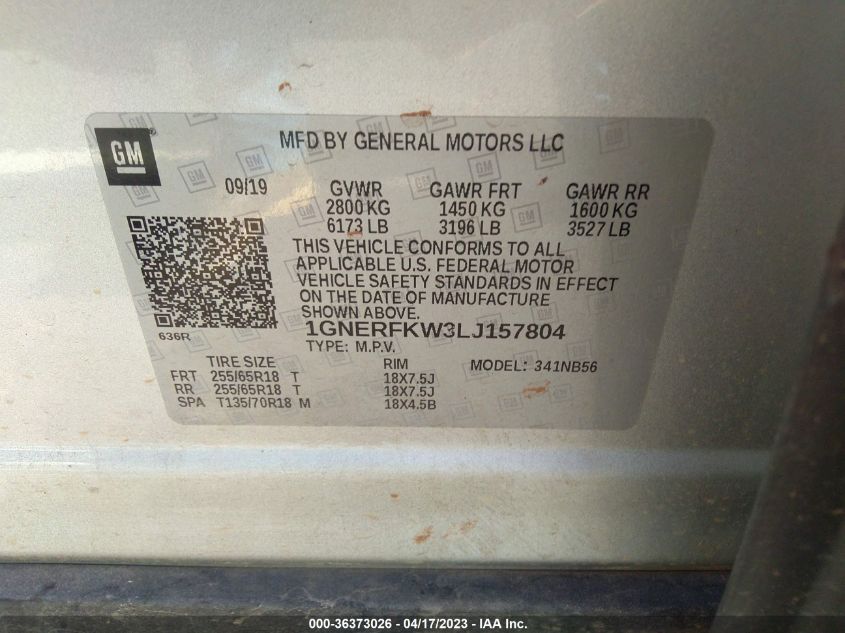 GM
MFD BY GENERAL MOTORS LLC
09/19 GVWR GAWR FRT GAWR RR
2800 KG 1450 KG 1600 KG
6173 LB 3196 LB 3527 LB
THIS VEHICLE CONFORMS TO ALL
APPLICABLE U.S. FEDERAL MOTOR
VEHICLE SAFETY STANDARDS IN EFFECT
ON THE DATE OF MANUFACTURE
SHOWN ABOVE.
636R
1GNERFKW3LJ157804
TYPE: M.P.V.
TIRE SIZE RIM MODEL: 341NB56
FRT 255/65R18 T 18X7.5J
RR 255/65R18 T 18X7.5J
SPA T135/70R18 M 18X4.5B
000-36373026 - 04/17/2023 - IAA Inc.